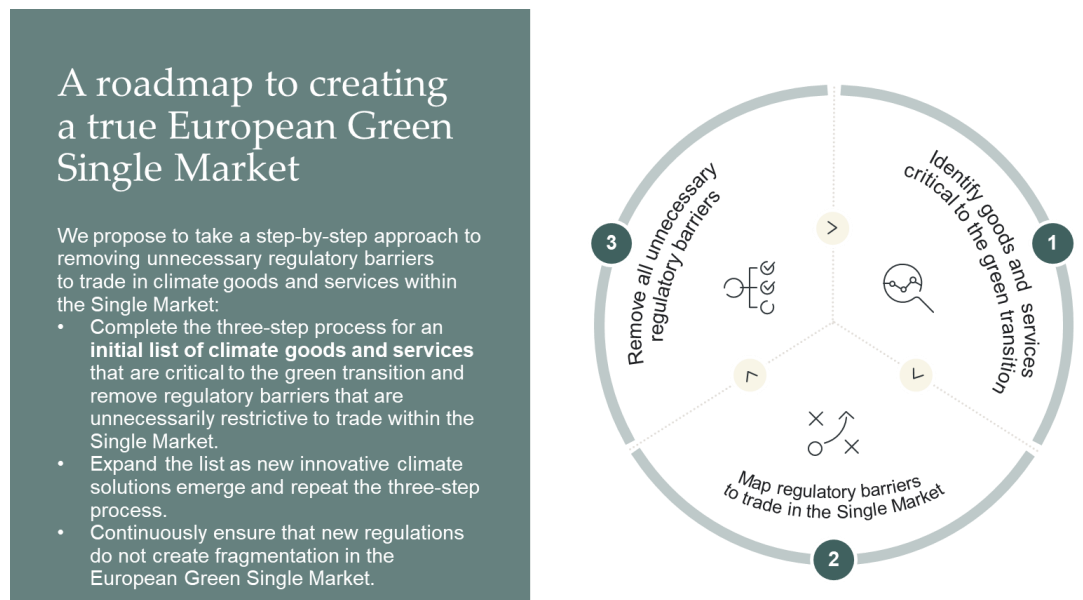 A roadmap to creating
a true European Green
Single Market
We propose to take a step-by-step approach to
removing unnecessary regulatory barriers
to trade in climate goods and services within
the Single Market:
• Complete the three-step process for an
initial list of climate goods and services
that are critical to the green transition and
remove regulatory barriers that are
unnecessarily restrictive to trade within the
Single Market.
• Expand the list as new innovative climate
solutions emerge and repeat the three-step
process.
• Continuously ensure that new regulations
do not create fragmentation in the
European Green Single Market.
1
Identify goods and services
critical to the green transition
2
Map regulatory barriers
to trade in the Single Market
3
Remove all unnecessary
regulatory barriers